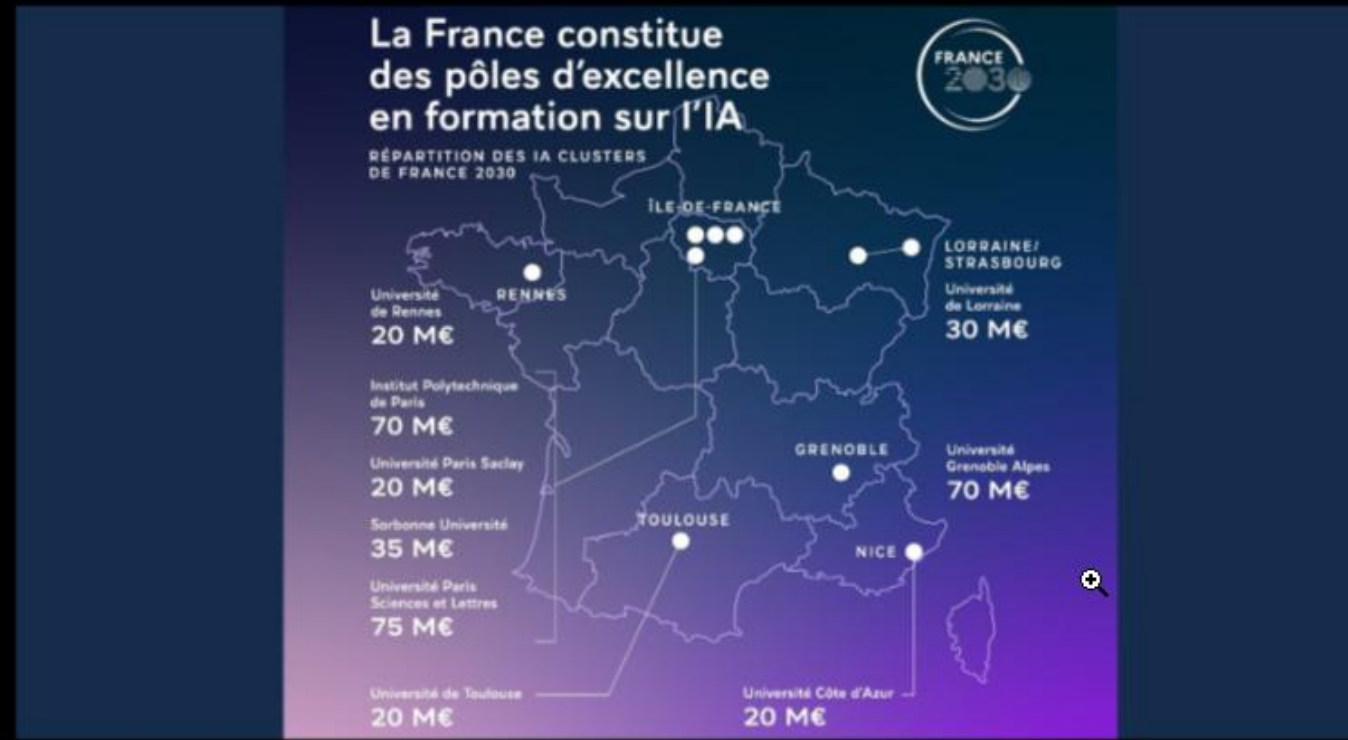 La France constitue
des pôles d'excellence
en formation sur l'IA
FRANCE
2030
RÉPARTITION DES IA CLUSTERS
DE FRANCE 2030
ÎLE-DE-FRANCE
LORRAINE/
STRASBOURG
Université
de Lorraine
30 M€
RENNES
Université
de Rennes
20 M€
Institut Polytechnique
de Paris
70 M€
Université Paris Saclay
20 M€
Sorbonne Université
35 M€
Université Paris
Sciences et Lettres
75 M€
GRENOBLE
Université
Grenoble Alpes
70 M€
TOULOUSE
NICE
Université de Toulouse
20 M€
Université Côte d'Azur
20 M€